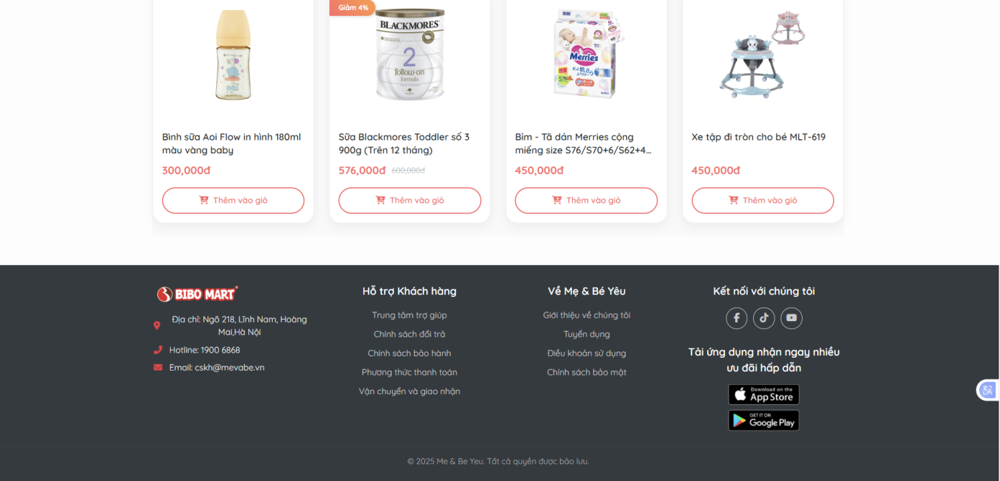 Giảm 4%
BLACKMORES
2
follow-on
formula
Merries
Bình sữa Aoi Flow in hình 180ml
màu vàng baby
300,000đ
Thêm vào giỏ
Sữa Blackmores Toddler số 3
900g (Trên 12 tháng)
576,000đ 600,000đ
Thêm vào giỏ
Bỉm - Tã dán Merries cộng
miếng size S76/S70+6/S62+4...
450,000đ
Thêm vào giỏ
Xe tập đi tròn cho bé MLT-619
450,000đ
Thêm vào giỏ
BIBO MART
Địa chỉ: Ngõ 218, Lĩnh Nam, Hoàng
Mai,Hà Nội
Hotline: 1900 6868
Email: cskh@mevabe.vn
Hỗ trợ Khách hàng
Trung tâm trợ giúp
Chính sách đổi trả
Chính sách bảo hành
Phương thức thanh toán
Vận chuyển và giao nhận
Về Mẹ & Bé Yêu
Giới thiệu về chúng tôi
Tuyển dụng
Điều khoản sử dụng
Chính sách bảo mật
Kết nối với chúng tôi
Tải ứng dụng nhận ngay nhiều
ưu đãi hấp dẫn
Download on the
App Store
GET IT ON
Google Play
© 2025 Me & Be Yeu. Tất cả quyền được bảo lưu.